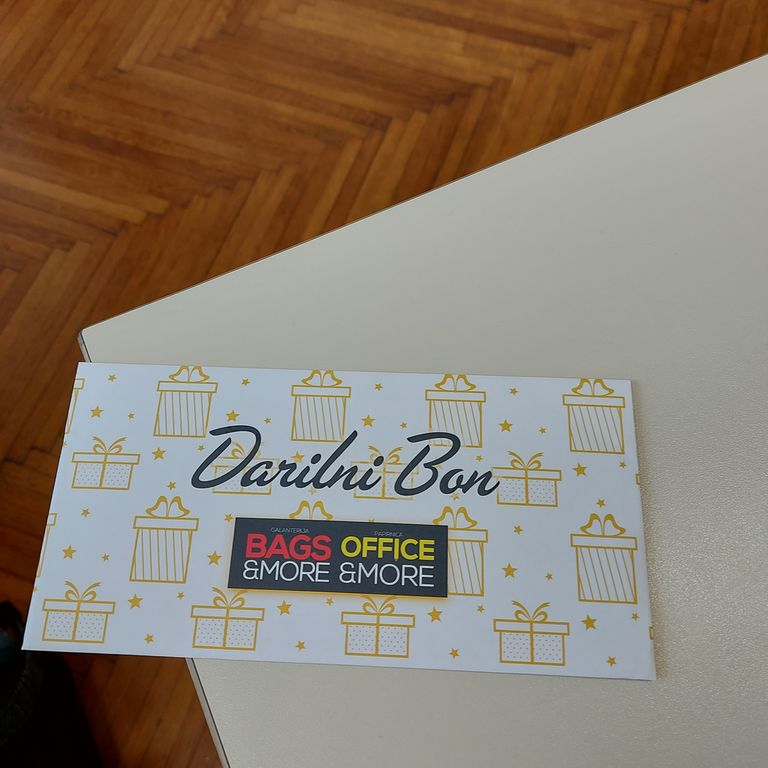 Darilni Bon
GALANTERIJA PAPIRNICA
BAGS OFFICE
&MORE &MORE